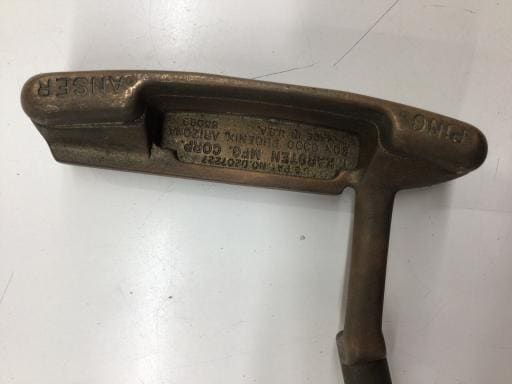 PING
ANSER
U.S. PAT. NO. D207227
KARSTEN MFG. CORP.
BOX 9990 PHOENIX, ARIZONA
85068
MADE IN U.S.A.